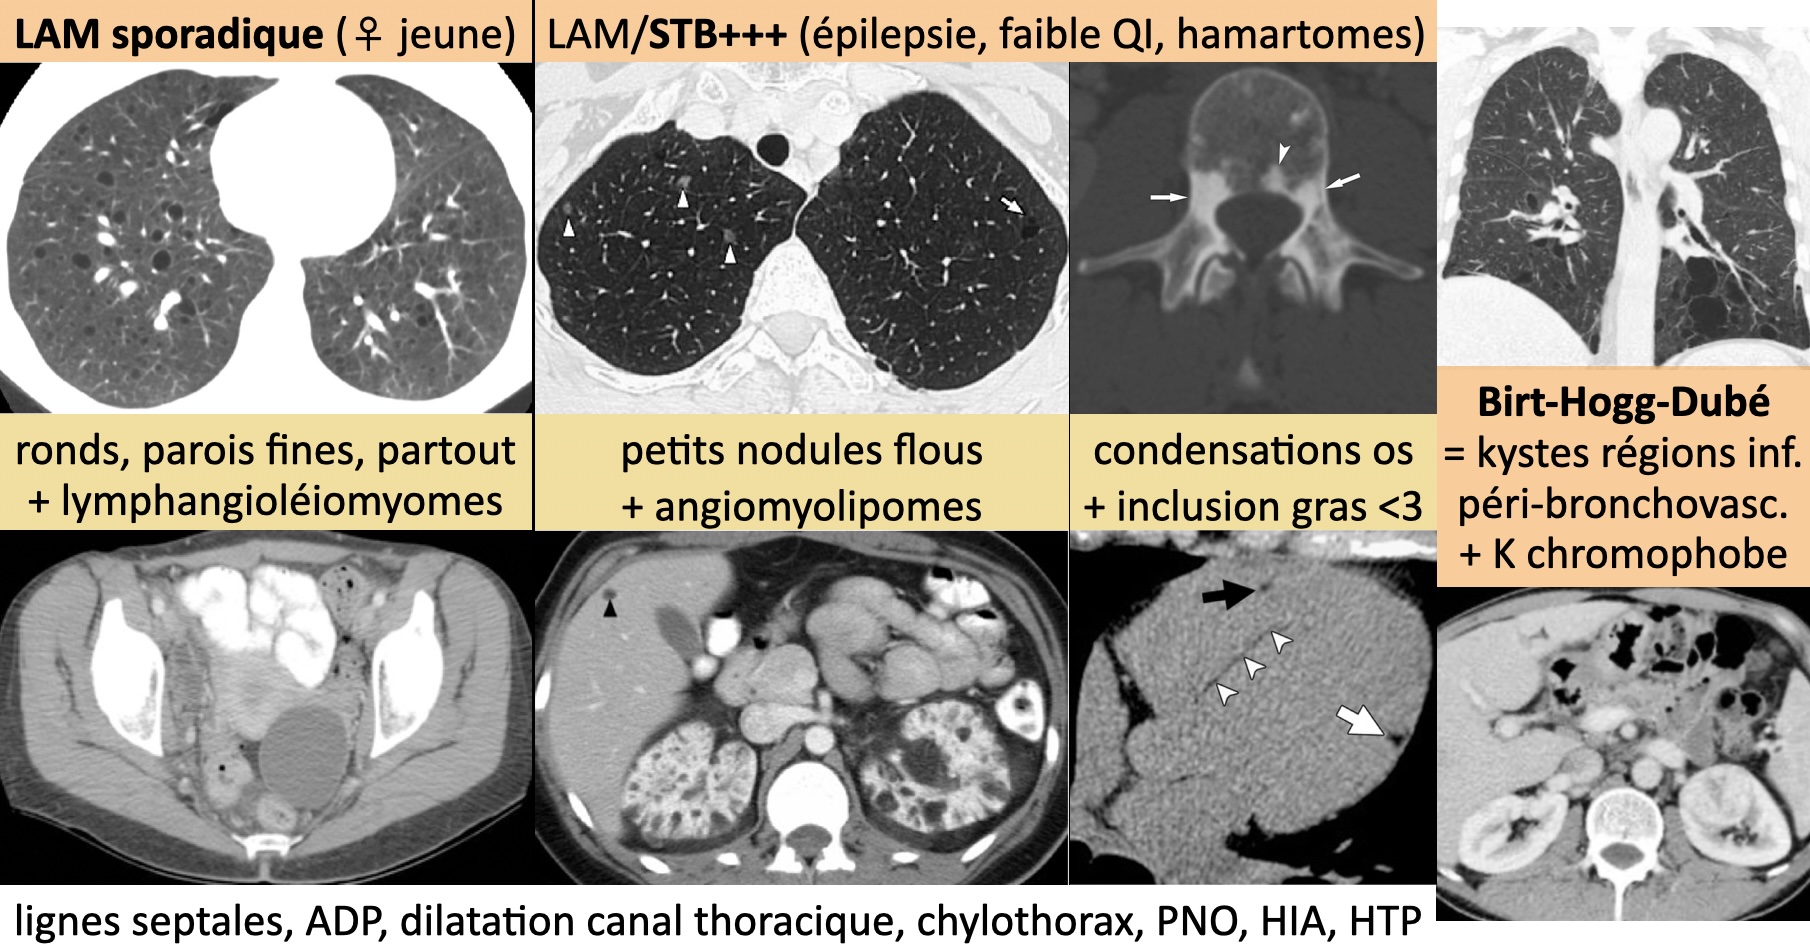 LAM sporadique (♀ jeune)
LAM/STB+++ (épilepsie, faible QI, hamartomes)
ronds, parois fines, partout
+ lymphangioléiomyomes
petits nodules flous
+ angiomyolipomes
condensations os
+ inclusion gras <3
Birt-Hogg-Dubé
= kystes régions inf.
péri-bronchovasc.
+ K chromophobe
lignes septales, ADP, dilatation canal thoracique, chylothorax, PNO, HIA, HTP